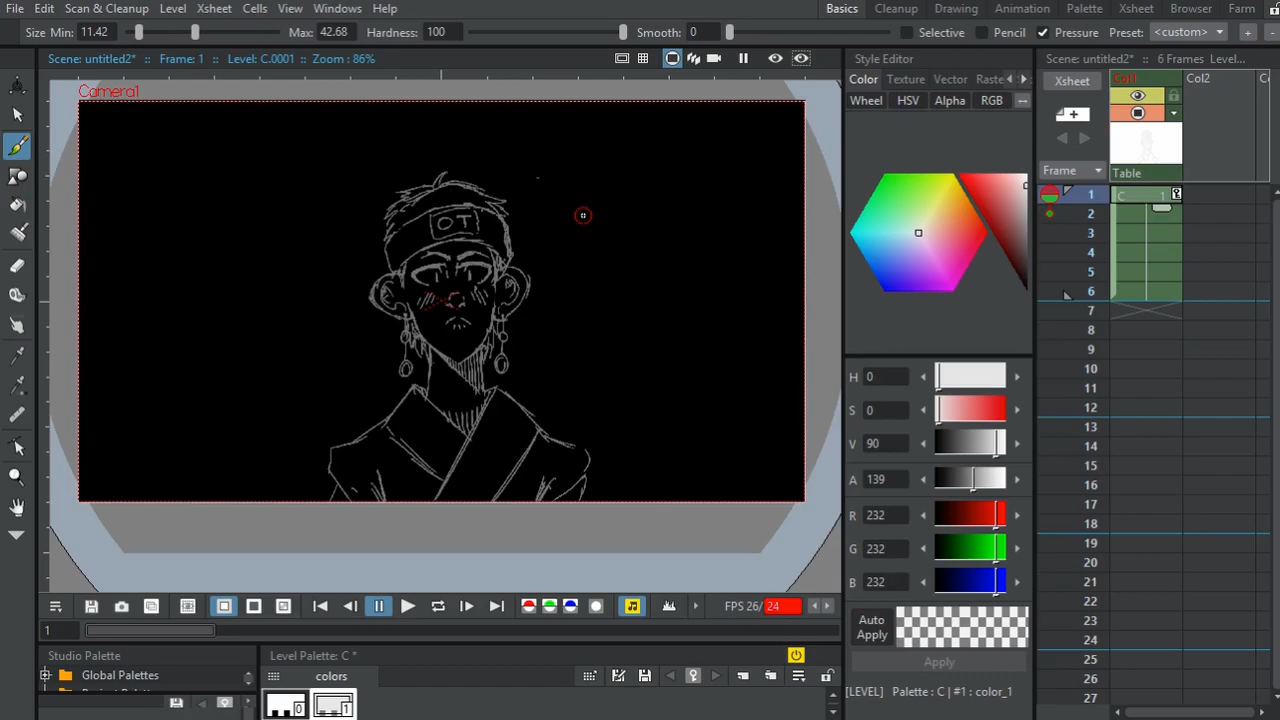 File Edit Scan & Cleanup Level Xsheet Cells View Windows Help
Basics Cleanup Drawing Animation Palette Xsheet Browser Farm
Size Min: 11.42 Max: 42.68 Hardness: 100 Smooth: 0 Selective Pencil Pressure Preset: <custom> + -
Scene: untitled2* :: Frame: 1 :: Level: C.0001 :: Zoom : 86%
Camera1
OT
Style Editor
Color Texture Vector Raste
Wheel HSV Alpha RGB
H 0
S 0
V 90
A 139
R 232
G 232
B 232
Auto
Apply
Apply
[LEVEL] Palette : C | #1 : color_1
Scene: untitled2* :: 6 Frames Level...
Xsheet
Col1 Col2
Frame
Table
1 C 1
2
3
4
5
6
7
8
9
10
11
12
13
14
15
16
17
18
19
20
21
22
23
24
25
26
27
FPS 26/ 24
1
Studio Palette
Global Palettes
Level Palette: C *
colors
0 1